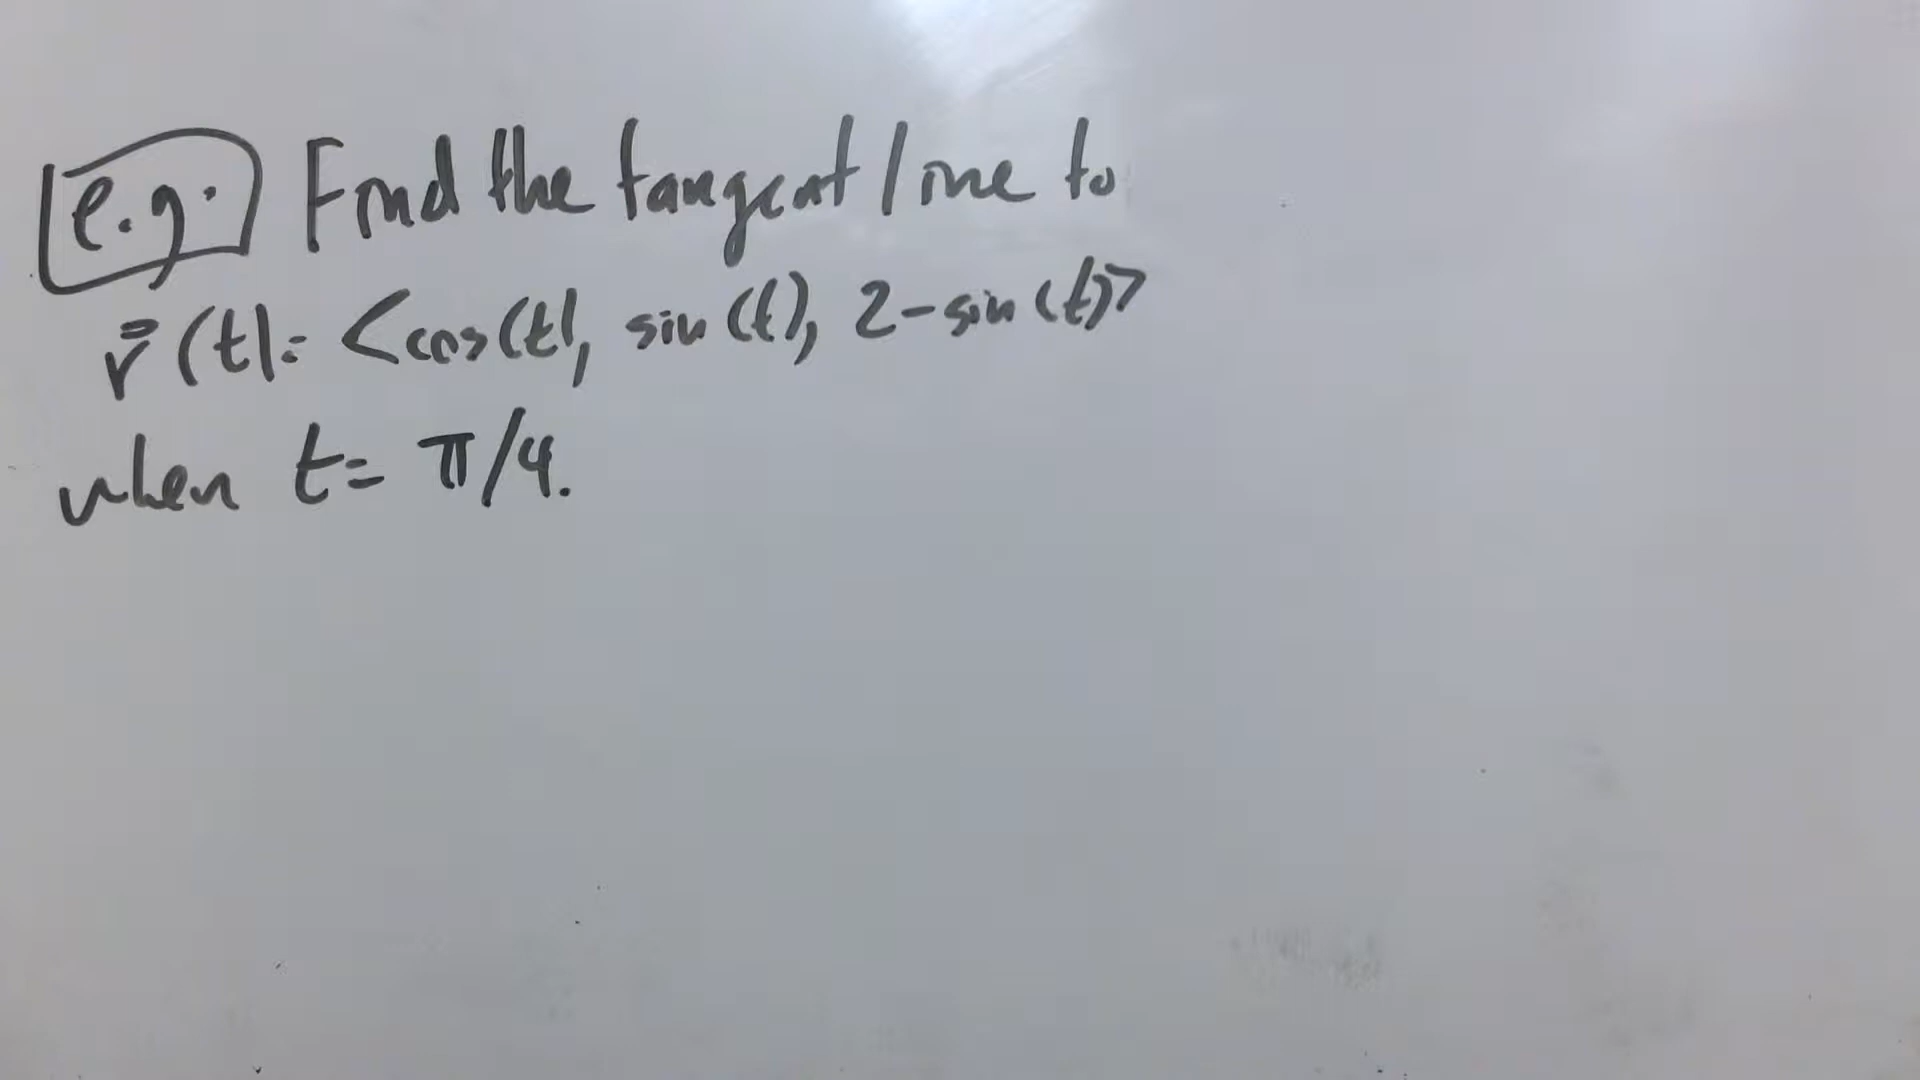 e.g. Find the tangent line to
r⃗(t)= <cos(t), sin(t), 2-sin(t)>
when t= π/4.